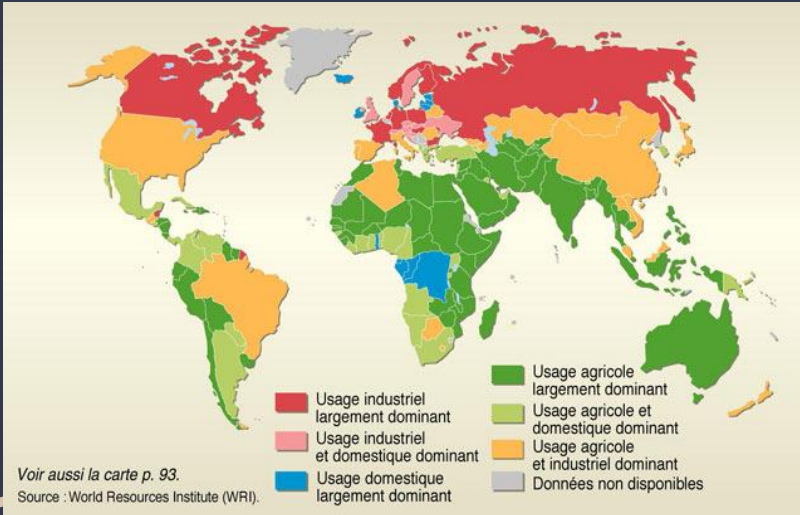 Usage industriel
largement dominant
Usage industriel
et domestique dominant
Usage domestique
largement dominant
Usage agricole
largement dominant
Usage agricole et
domestique dominant
Usage agricole
et industriel dominant
Données non disponibles
Voir aussi la carte p. 93.
Source : World Resources Institute (WRI).